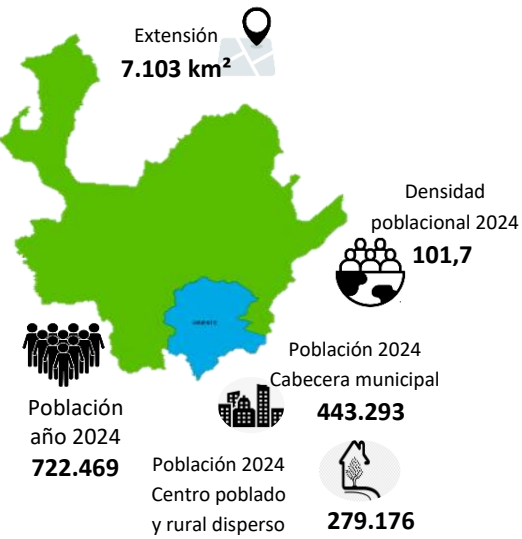 Extensión
7.103 km²
Densidad
poblacional 2024
101,7
Población 2024
Cabecera municipal
443.293
Población
año 2024
722.469
Población 2024
Centro poblado
y rural disperso
279.176